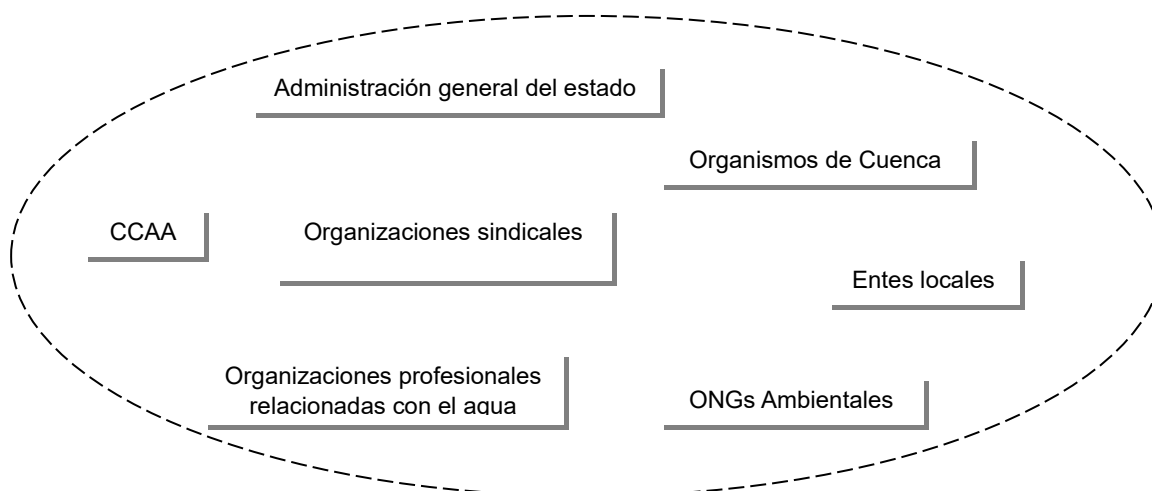 Administración general del estado
Organismos de Cuenca
CCAA
Organizaciones sindicales
Entes locales
Organizaciones profesionales
relacionadas con el agua
ONGs Ambientales